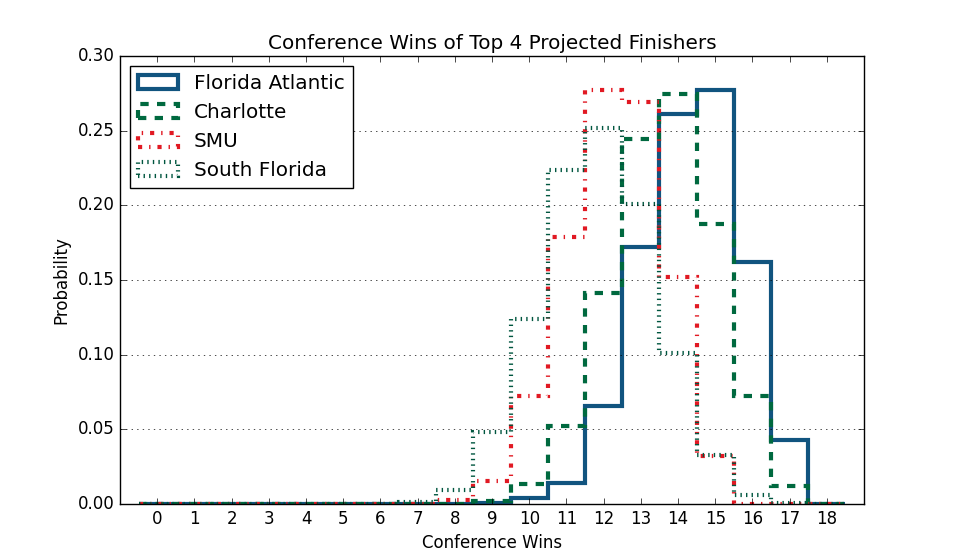 Conference Wins of Top 4 Projected Finishers
0.30
0.25
0.20
0.15
0.10
0.05
0.00
Probability
Florida Atlantic
Charlotte
SMU
South Florida
0 1 2 3 4 5 6 7 8 9 10 11 12 13 14 15 16 17 18
Conference Wins